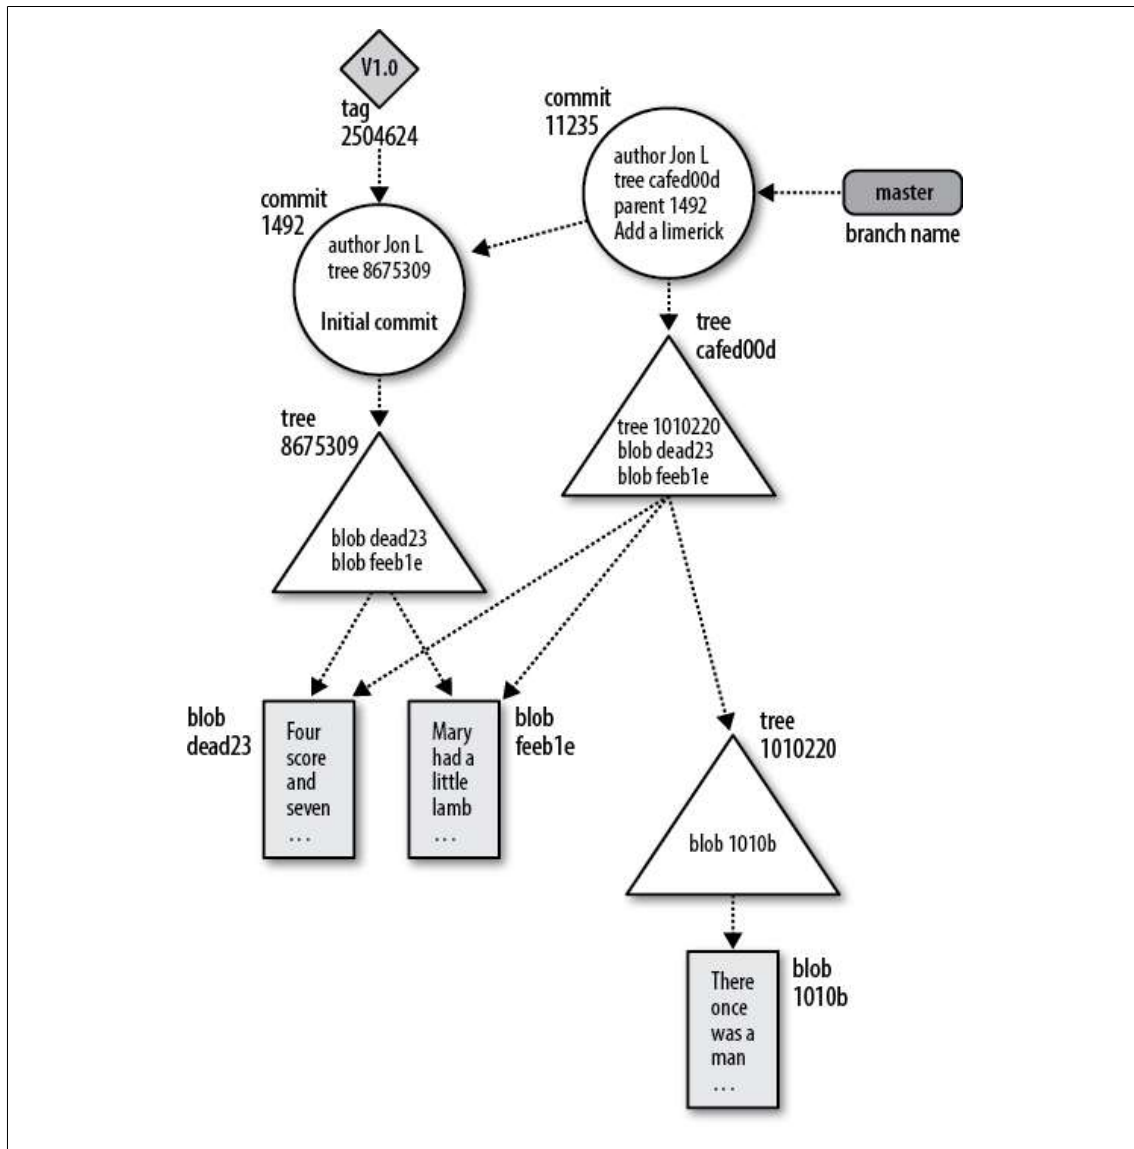 V1.0
tag
2504624
commit
11235
author Jon L
tree cafed00d
parent 1492
Add a limerick
master
branch name
commit
1492
author Jon L
tree 8675309
Initial commit
tree
cafed00d
tree 1010220
blob dead23
blob feeb1e
tree
8675309
blob dead23
blob feeb1e
blob
dead23
Four
score
and
seven
...
Mary
had a
little
lamb
...
blob
feeb1e
tree
1010220
blob 1010b
There
once
was a
man
...
blob
1010b